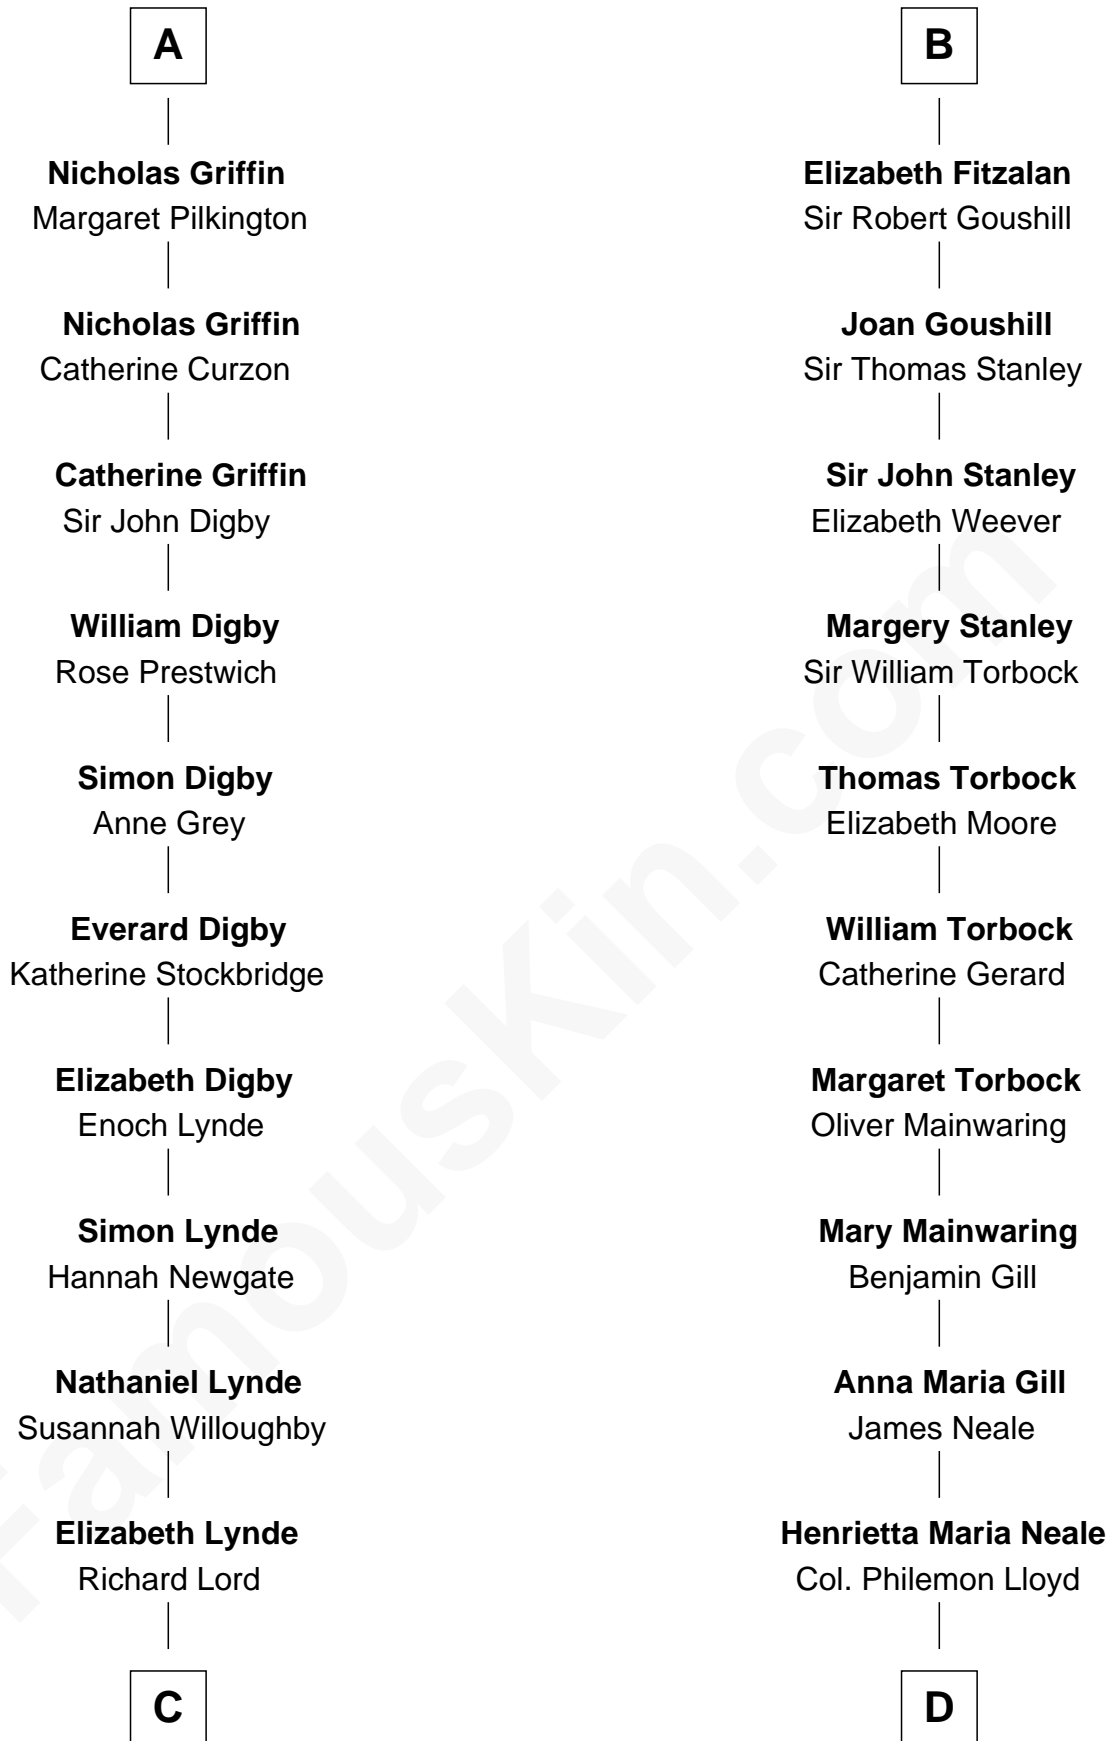 A
Nicholas Griffin
Margaret Pilkington
Nicholas Griffin
Catherine Curzon
Catherine Griffin
Sir John Digby
William Digby
Rose Prestwich
Simon Digby
Anne Grey
Everard Digby
Katherine Stockbridge
Elizabeth Digby
Enoch Lynde
Simon Lynde
Hannah Newgate
Nathaniel Lynde
Susannah Willoughby
Elizabeth Lynde
Richard Lord
C
B
Elizabeth Fitzalan
Sir Robert Goushill
Joan Goushill
Sir Thomas Stanley
Sir John Stanley
Elizabeth Weever
Margery Stanley
Sir William Torbock
Thomas Torbock
Elizabeth Moore
William Torbock
Catherine Gerard
Margaret Torbock
Oliver Mainwaring
Mary Mainwaring
Benjamin Gill
Anna Maria Gill
James Neale
Henrietta Maria Neale
Col. Philemon Lloyd
D
FamousKin.com